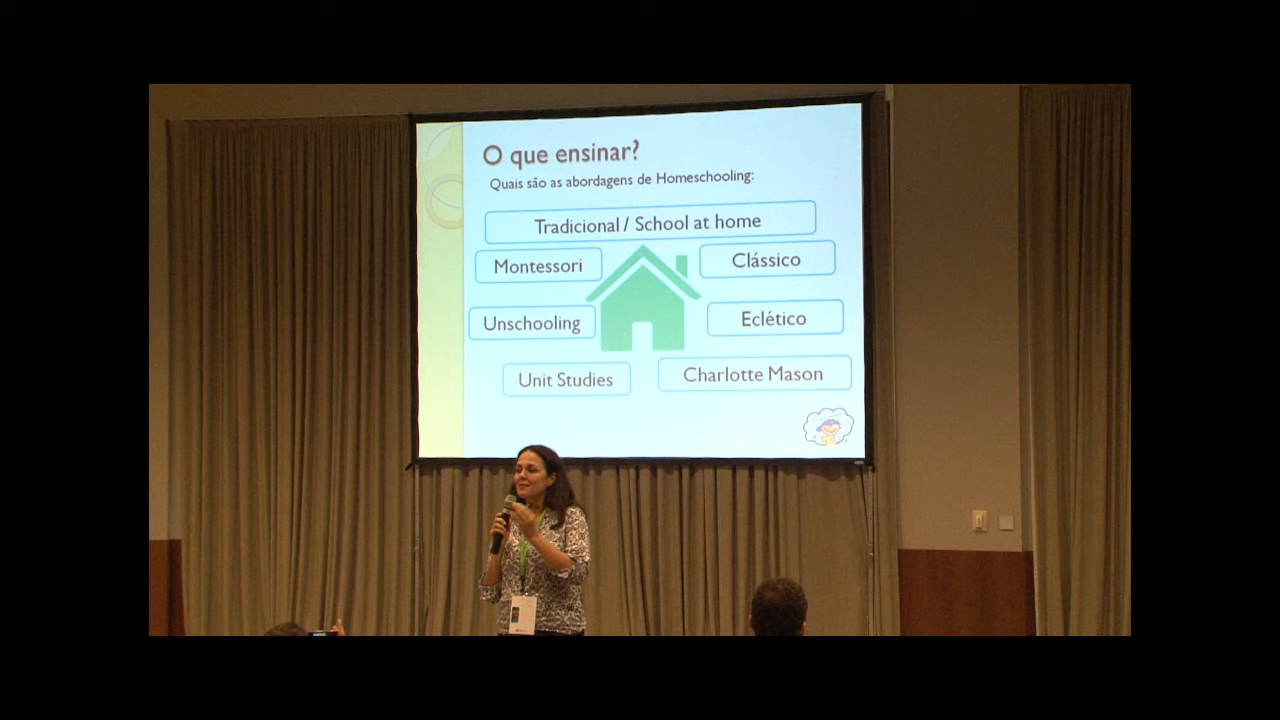 O que ensinar?
Quais são as abordagens de Homeschooling:
Tradicional / School at home
Montessori
Clássico
Unschooling
Eclético
Unit Studies
Charlotte Mason